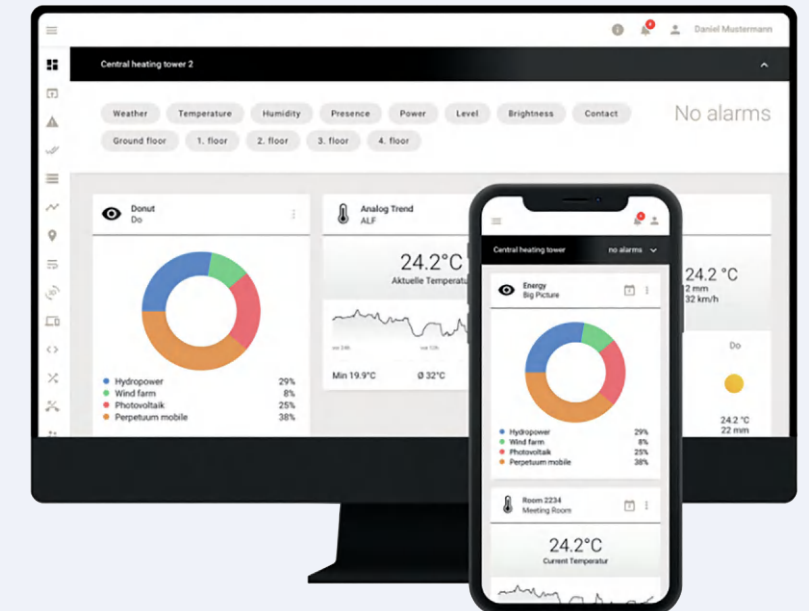 Daniel Mustermann
Central heating tower 2
Weather Temperature Humidity Presence Power Level Brightness Contact
No alarms
Ground floor 1. floor 2. floor 3. floor 4. floor
Donut
Do
Hydropower 29%
Wind farm 8%
Photovoltaik 25%
Perpetuum mobile 38%
Analog Trend
ALF
24.2°C
Aktuelle Temperatu
Min 19.9°C Ø 32°C
24.2 °C
2 mm
32 km/h
Do
24.2 °C
22 mm
Central heating tower no alarms
Energy
Big Picture
Hydropower 29%
Wind farm 8%
Photovoltaik 25%
Perpetuum mobile 38%
Room 2234
Meeting Room
24.2°C
Current Temperatur